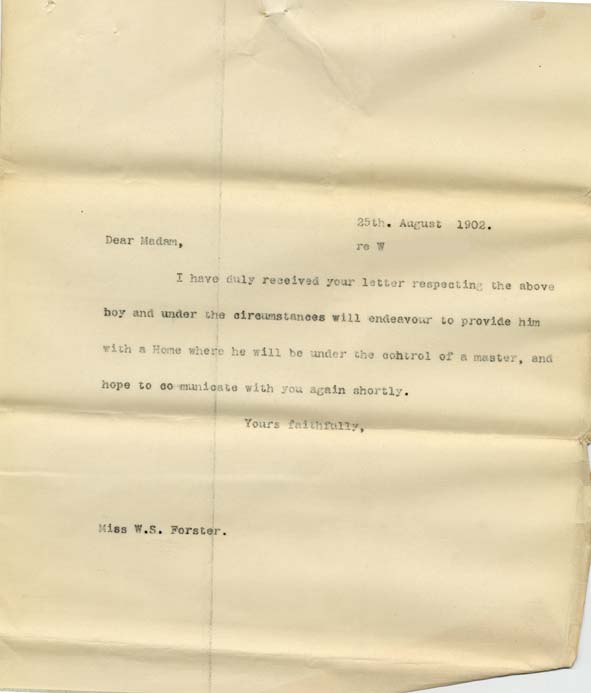 25th. August 1902.
Dear Madam,
re W
I have duly received your letter respecting the above
boy and under the circumstances will endeavour to provide him
with a Home where he will be under the control of a master, and
hope to communicate with you again shortly.
Yours faithfully,
Miss W.S. Forster.